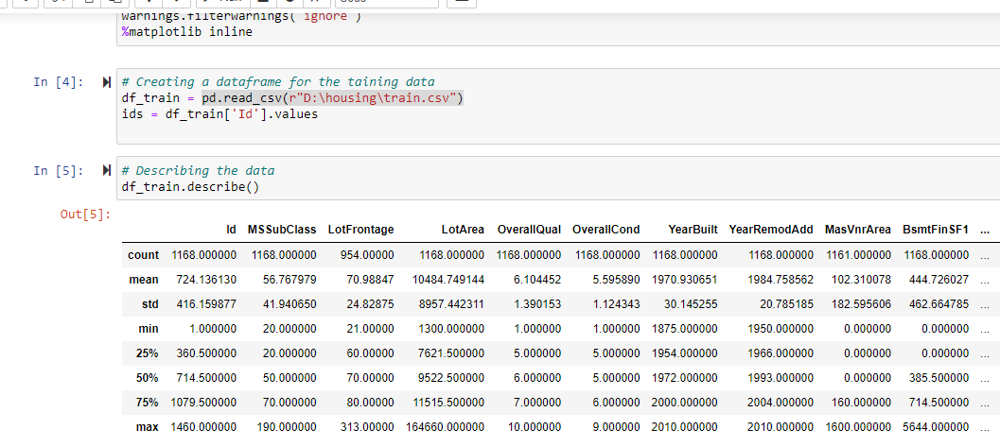 warnings.filterwarnings('ignore')
%matplotlib inline
In [4]:
# Creating a dataframe for the taining data
df_train = pd.read_csv(r"D:\housing\train.csv")
ids = df_train['Id'].values
In [5]:
# Describing the data
df_train.describe()
Out[5]:
Id MSSubClass LotFrontage LotArea OverallQual OverallCond YearBuilt YearRemodAdd MasVnrArea BsmtFinSF1 ...
count 1168.000000 1168.000000 954.00000 1168.000000 1168.000000 1168.000000 1168.000000 1168.000000 1161.000000 1168.000000 ...
mean 724.136130 56.767979 70.98847 10484.749144 6.104452 5.595890 1970.930651 1984.758562 102.310078 444.726027 ...
std 416.159877 41.940650 24.82875 8957.442311 1.390153 1.124343 30.145255 20.785185 182.595606 462.664785 ...
min 1.000000 20.000000 21.00000 1300.000000 1.000000 1.000000 1875.000000 1950.000000 0.000000 0.000000 ...
25% 360.500000 20.000000 60.00000 7621.500000 5.000000 5.000000 1954.000000 1966.000000 0.000000 0.000000 ...
50% 714.500000 50.000000 70.00000 9522.500000 6.000000 5.000000 1972.000000 1993.000000 0.000000 385.500000 ...
75% 1079.500000 70.000000 80.00000 11515.500000 7.000000 6.000000 2000.000000 2004.000000 160.000000 714.500000 ...
max 1460.000000 190.000000 313.00000 164660.000000 10.000000 9.000000 2010.000000 2010.000000 1600.000000 5644.000000 ...